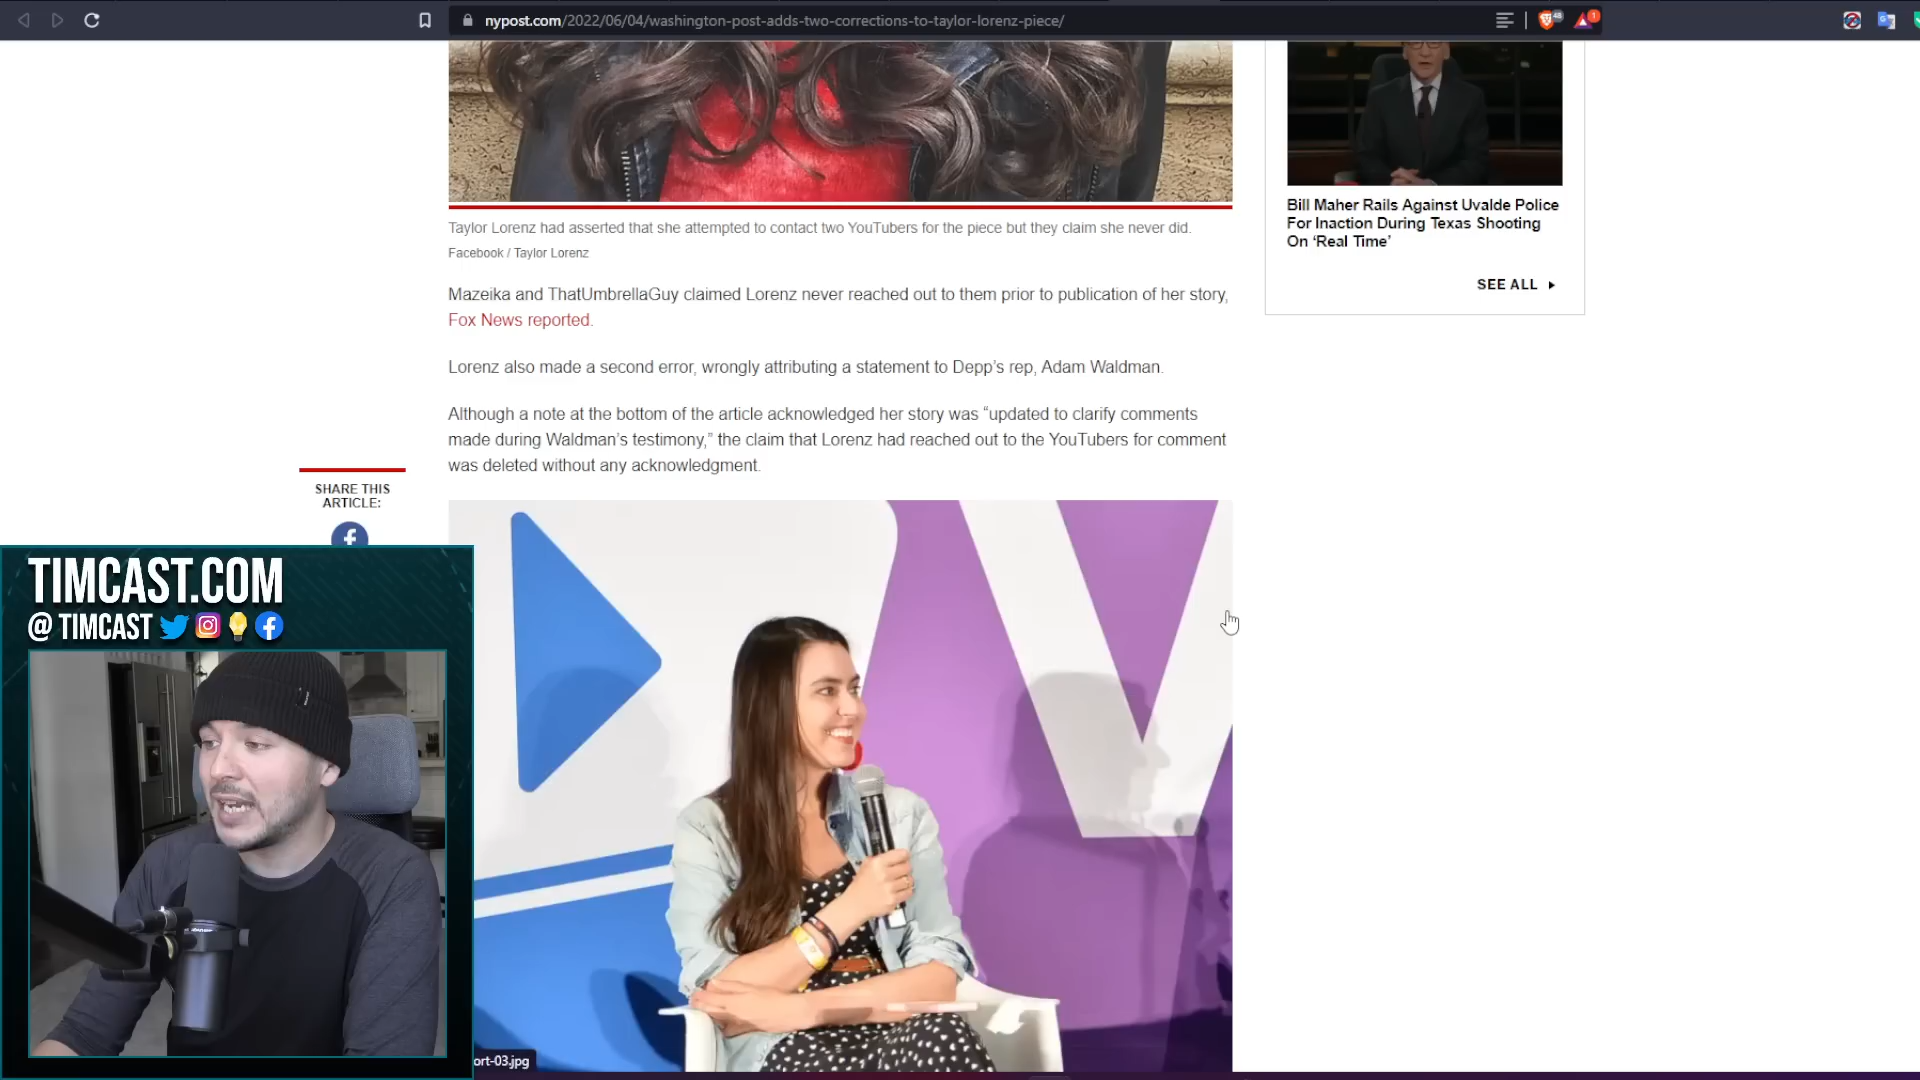 nypost.com/2022/06/04/washington-post-adds-two-corrections-to-taylor-lorenz-piece/
48
1
Taylor Lorenz had asserted that she attempted to contact two YouTubers for the piece but they claim she never did.
Facebook / Taylor Lorenz
Mazeika and ThatUmbrellaGuy claimed Lorenz never reached out to them prior to publication of her story,
Fox News reported.
Lorenz also made a second error, wrongly attributing a statement to Depp’s rep, Adam Waldman.
Although a note at the bottom of the article acknowledged her story was “updated to clarify comments
made during Waldman’s testimony,” the claim that Lorenz had reached out to the YouTubers for comment
was deleted without any acknowledgment.
Bill Maher Rails Against Uvalde Police
For Inaction During Texas Shooting
On ‘Real Time’
SEE ALL
SHARE THIS
ARTICLE:
TIMCAST.COM
@ TIMCAST
ort-03.jpg